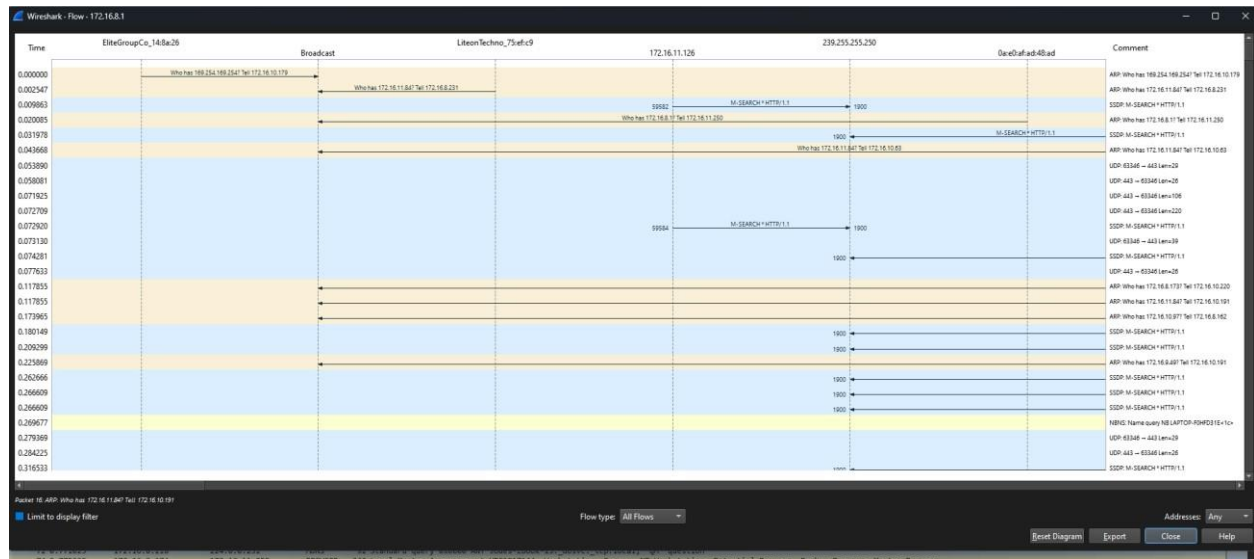 Wireshark - Flow - 172.16.8.1
Time EliteGroupCo_14:8a:26 Broadcast LiteonTechno_75:ef:c9 172.16.11.126 239.255.255.250 0a:e0:af:ad:48:ad Comment
0.000000 Who has 169.254.169.254? Tell 172.16.10.179 ARP: Who has 169.254.169.254? Tell 172.16.10.179
0.002547 Who has 172.16.11.84? Tell 172.16.8.231 ARP: Who has 172.16.11.84? Tell 172.16.8.231
0.009863 59582 M-SEARCH * HTTP/1.1 1900 SSDP: M-SEARCH * HTTP/1.1
0.020085 Who has 172.16.8.1? Tell 172.16.11.250 ARP: Who has 172.16.8.1? Tell 172.16.11.250
0.031978 1900 M-SEARCH * HTTP/1.1 SSDP: M-SEARCH * HTTP/1.1
0.043668 Who has 172.16.11.84? Tell 172.16.10.63 ARP: Who has 172.16.11.84? Tell 172.16.10.63
0.053890 UDP: 63346 → 443 Len=29
0.058081 UDP: 443 → 63346 Len=26
0.071925 UDP: 443 → 63346 Len=106
0.072709 UDP: 443 → 63346 Len=220
0.072920 59584 M-SEARCH * HTTP/1.1 1900 SSDP: M-SEARCH * HTTP/1.1
0.073130 UDP: 63346 → 443 Len=39
0.074281 1900 SSDP: M-SEARCH * HTTP/1.1
0.077633 UDP: 443 → 63346 Len=26
0.117855 ARP: Who has 172.16.8.173? Tell 172.16.10.220
0.117855 ARP: Who has 172.16.11.84? Tell 172.16.10.191
0.173965 ARP: Who has 172.16.10.97? Tell 172.16.8.162
0.180149 1900 SSDP: M-SEARCH * HTTP/1.1
0.209299 1900 SSDP: M-SEARCH * HTTP/1.1
0.225869 ARP: Who has 172.16.9.49? Tell 172.16.10.191
0.262666 1900 SSDP: M-SEARCH * HTTP/1.1
0.266609 1900 SSDP: M-SEARCH * HTTP/1.1
0.266609 1900 SSDP: M-SEARCH * HTTP/1.1
0.269677 NBNS: Name query NB
0.279369 UDP: 63346 → 443 Len=29
0.284225 UDP: 443 → 63346 Len=26
0.316533 1900 SSDP: M-SEARCH * HTTP/1.1
Packet 16: ARP: Who has 172.16.11.84? Tell 172.16.10.191
Limit to display filter Flow type: All Flows Addresses: Any
Reset Diagram Export Close Help